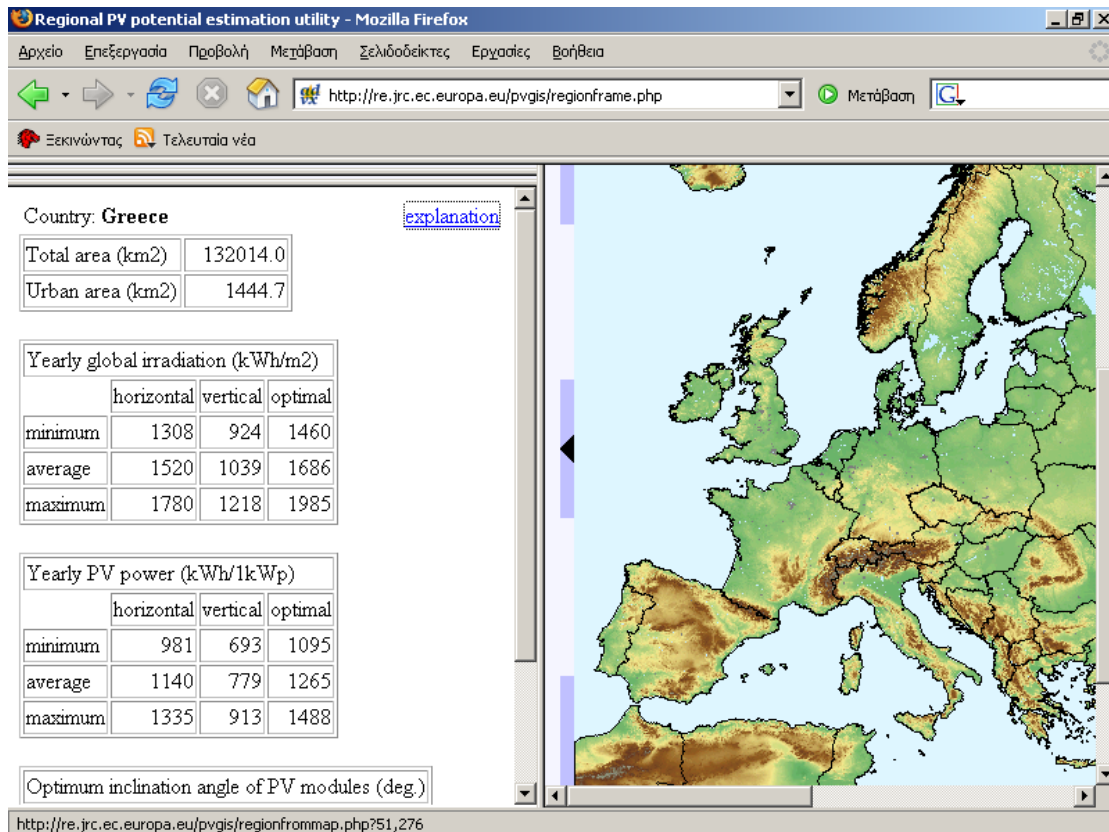 Regional PV potential estimation utility - Mozilla Firefox
Αρχείο Επεξεργασία Προβολή Μετάβαση Σελιδοδείκτες Εργασίες Βοήθεια
http://re.jrc.ec.europa.eu/pvgis/regionframe.php Μετάβαση G
Ξεκινώντας Τελευταία νέα
Country: Greece explanation
Total area (km2) 132014.0
Urban area (km2) 1444.7
Yearly global irradiation (kWh/m2)
horizontal vertical optimal
minimum 1308 924 1460
average 1520 1039 1686
maximum 1780 1218 1985
Yearly PV power (kWh/1kWp)
horizontal vertical optimal
minimum 981 693 1095
average 1140 779 1265
maximum 1335 913 1488
Optimum inclination angle of PV modules (deg.)
http://re.jrc.ec.europa.eu/pvgis/regionfrommap.php?51,276